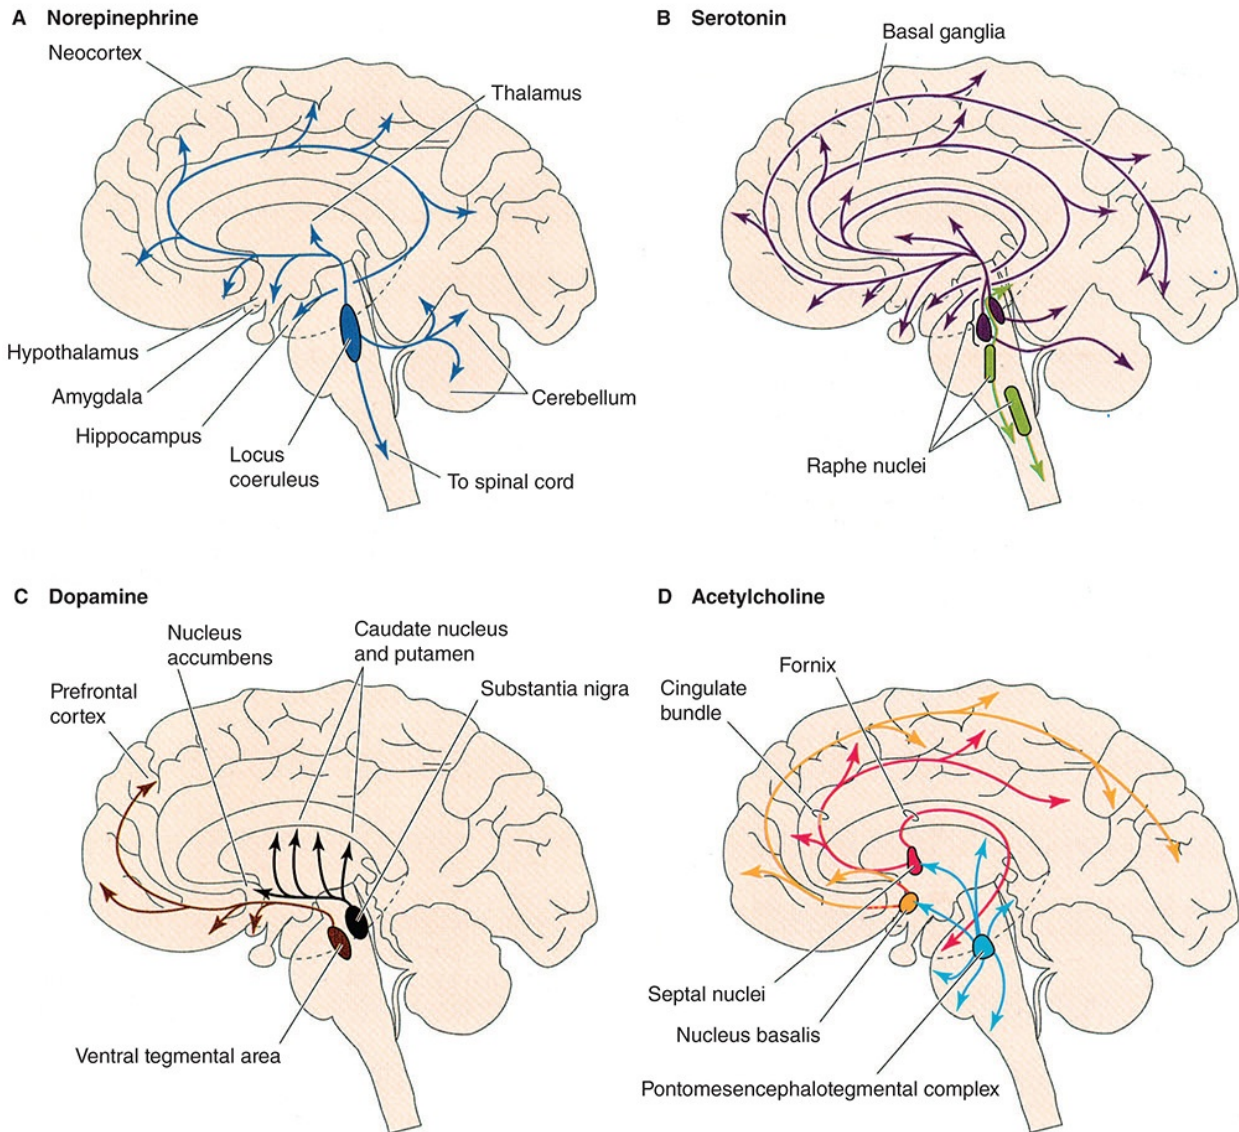 A Norepinephrine
Neocortex
Thalamus
Hypothalamus
Amygdala
Hippocampus
Locus
coeruleus
To spinal cord
Cerebellum
B Serotonin
Basal ganglia
Raphe nuclei
C Dopamine
Nucleus
accumbens
Caudate nucleus
and putamen
Prefrontal
cortex
Substantia nigra
Ventral tegmental area
D Acetylcholine
Fornix
Cingulate
bundle
Septal nuclei
Nucleus basalis
Pontomesencephalotegmental complex